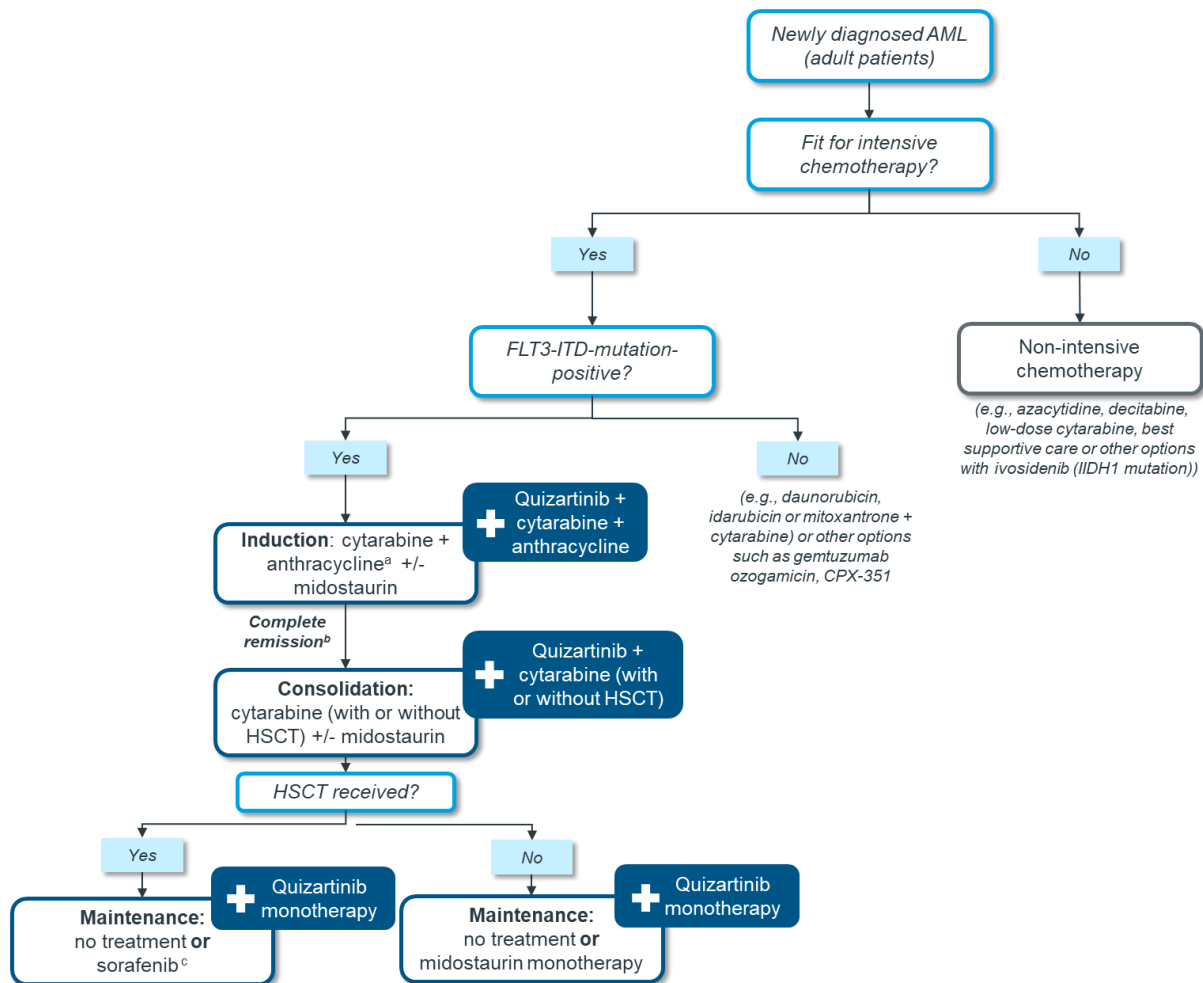 Newly diagnosed AML
(adult patients)
Fit for intensive
chemotherapy?
Yes
No
FLT3-ITD-mutation-
positive?
Non-intensive
chemotherapy
(e.g., azacytidine, decitabine,
low-dose cytarabine, best
supportive care or other options
with ivosidenib (IIDH1 mutation))
Yes
No
(e.g., daunorubicin,
idarubicin or mitoxantrone +
cytarabine) or other options
such as gemtuzumab
ozogamicin, CPX-351
Quizartinib +
cytarabine +
anthracycline
Induction: cytarabine +
anthracyclineᵃ +/-
midostaurin
Complete
remissionᵇ
Quizartinib +
cytarabine (with
or without HSCT)
Consolidation:
cytarabine (with or without
HSCT) +/- midostaurin
HSCT received?
Yes
No
Quizartinib
monotherapy
Maintenance:
no treatment or
sorafenib ᶜ
Quizartinib
monotherapy
Maintenance:
no treatment or
midostaurin monotherapy